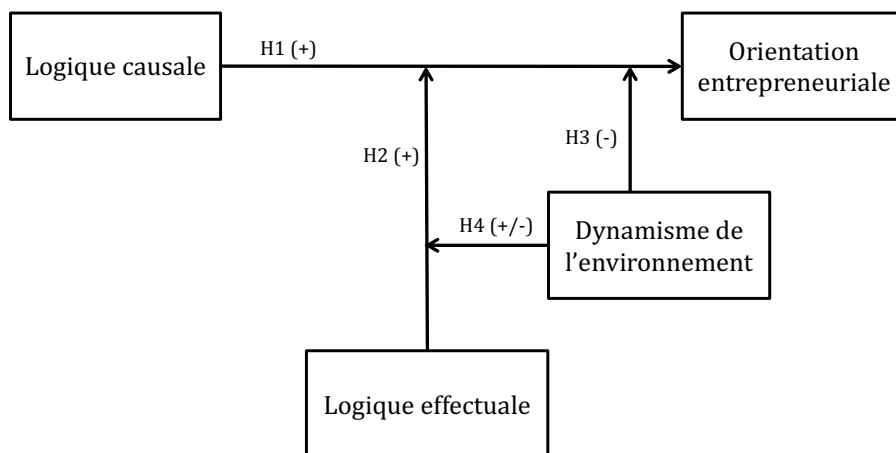 H1 (+)
Logique causale
Orientation
entrepreneuriale
H2 (+)
H3 (-)
H4 (+/-)
Dynamisme de
l'environnement
Logique effectuale